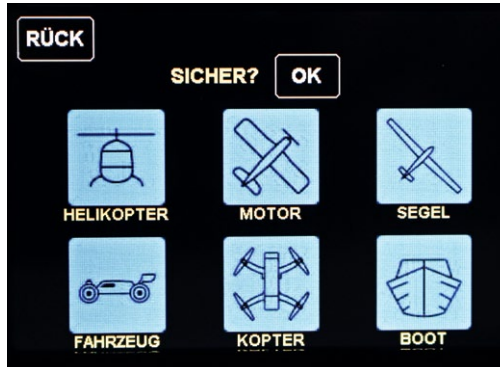 RÜCK
SICHER? OK
HELIKOPTER MOTOR SEGEL
FAHRZEUG KOPTER BOOT